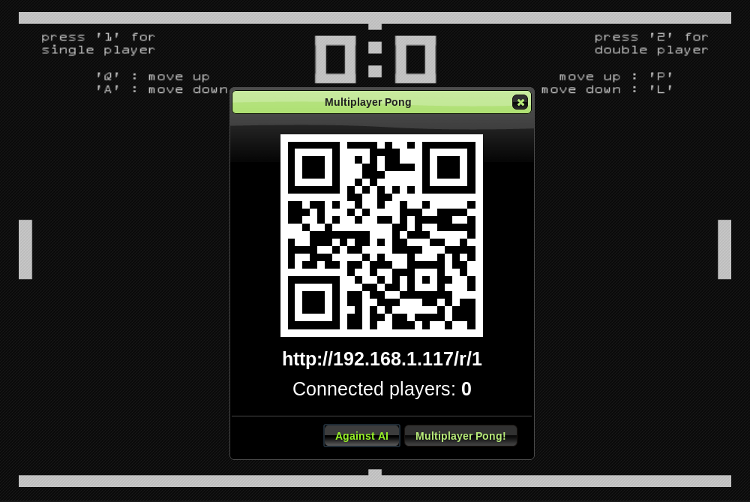 press '1' for
single player
'Q' : move up
'A' : move down
0:0
press '2' for
double player
move up : 'P'
move down : 'L'
Multiplayer Pong
http://192.168.1.117/r/1
Connected players: 0
Against AI
Multiplayer Pong!